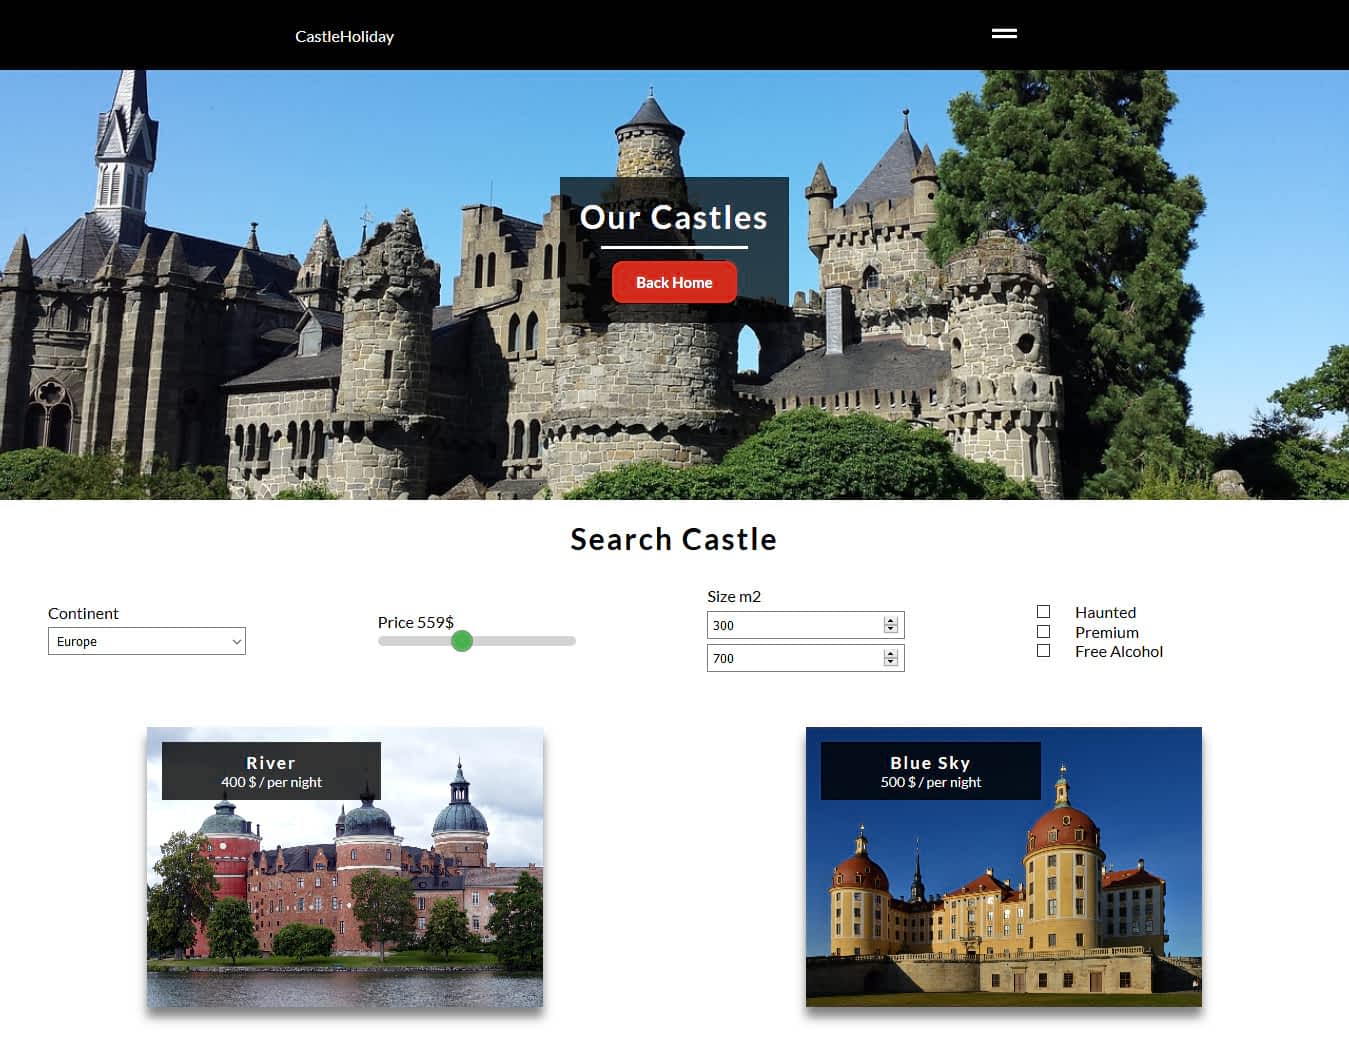 CastleHoliday
Our Castles
Back Home
Search Castle
Continent
Europe
Price 559$
Size m2
300
700
Haunted
Premium
Free Alcohol
River
400 $ / per night
Blue Sky
500 $ / per night